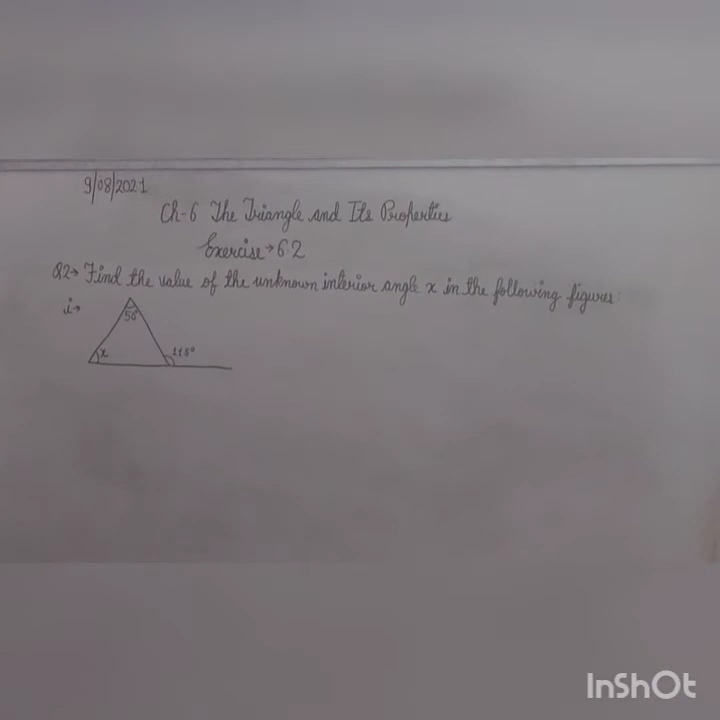 9/08/2021
Ch-6 The Triangle and Its Properties
Exercise→6.2
Q2→ Find the value of the unknown interior angle x in the following figures:
i→
50°
x
115°
InShOt